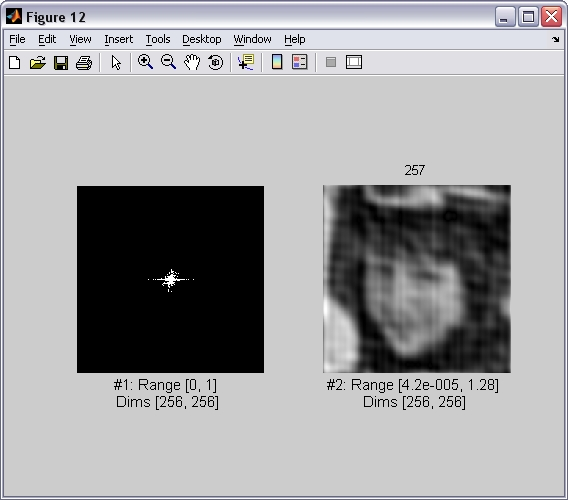 Figure 12
File Edit View Insert Tools Desktop Window Help
257
#1: Range [0, 1]
Dims [256, 256]
#2: Range [4.2e-005, 1.28]
Dims [256, 256]